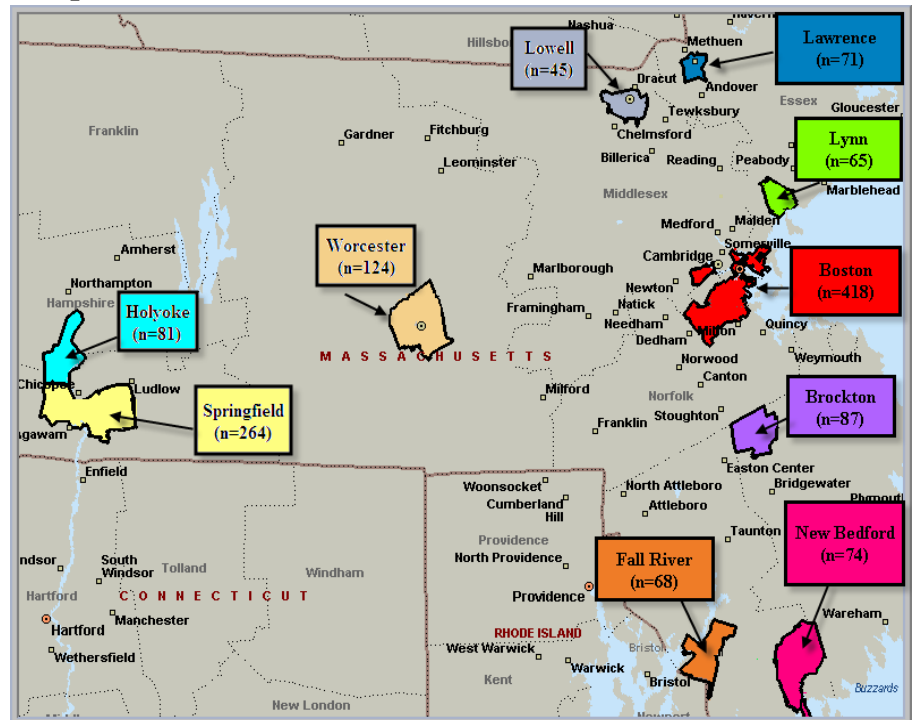 Nashua
Hillsbo
Methuen
Lawrence
(n=71)
Lowell
(n=45)
Dracut
Andover
Essex
Gloucester
Tewksbury
Chelmsford
Franklin
Gardner
Fitchburg
Leominster
Billerica
Reading
Peabody
Lynn
(n=65)
Marblehead
Middlesex
Medford
Malden
Somerville
Cambridge
Worcester
(n=124)
Amherst
Northampton
Hampshire
Marlborough
Newton
Boston
(n=418)
Holyoke
(n=81)
Framingham
Natick
Needham
Milton
Quincy
Dedham
MASSACHUSETTS
Norwood
Weymouth
Chicopee
Ludlow
Canton
Milford
Norfolk
Stoughton
Brockton
(n=87)
Springfield
(n=264)
Agawam
Franklin
Enfield
Easton Center
Bridgewater
Woonsocket
North Attleboro
Cumberland
Hill
Attleboro
Plymout
Taunton
New Bedford
(n=74)
Providence
North Providence
Fall River
(n=68)
ndsor
South
Windsor
Tolland
Windham
Hartford
CONNECTICUT
Providence
Manchester
Hartford
Wareham
RHODE ISLAND
Wethersfield
West Warwick
Bristol
Warwick
Kent
Bristol
Buzzards
New London
Newport